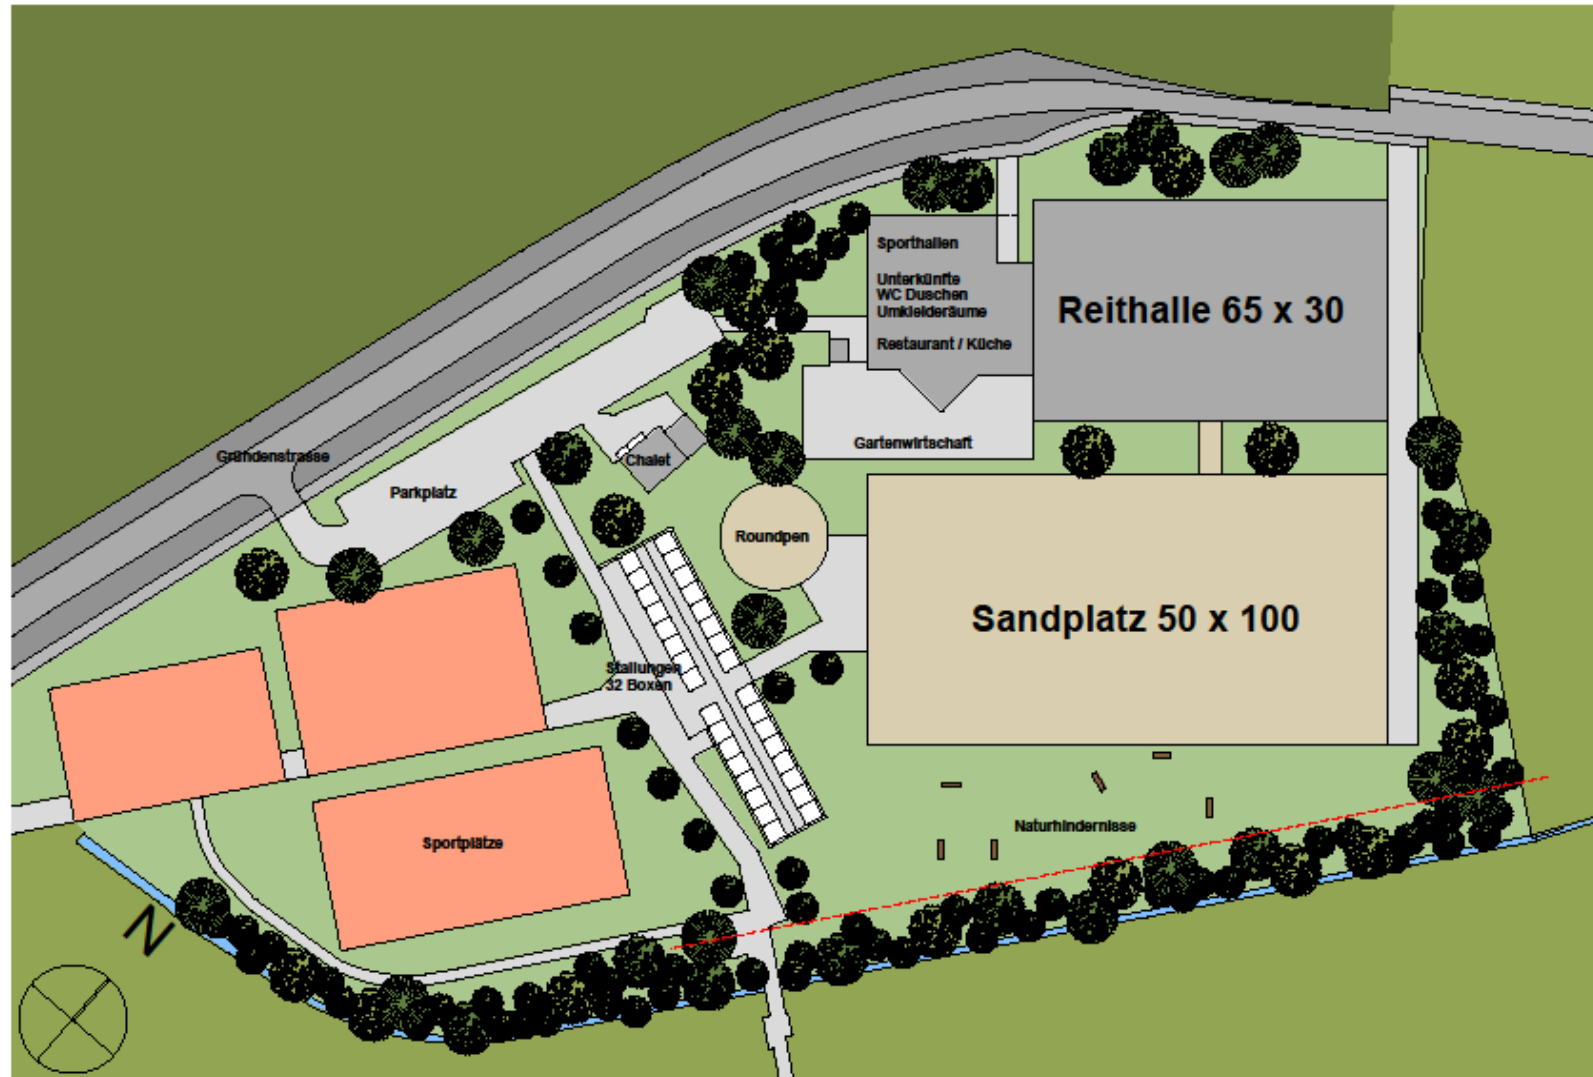 Sporthallen
Unterkünfte
WC Duschen
Umkleideräume
Restaurant / Küche
Reithalle 65 x 30
Gartenwirtschaft
Gründenstrasse
Chalet
Parkplatz
Roundpen
Sandplatz 50 x 100
Stallungen
32 Boxen
Naturhindernisse
Sportplätze
N